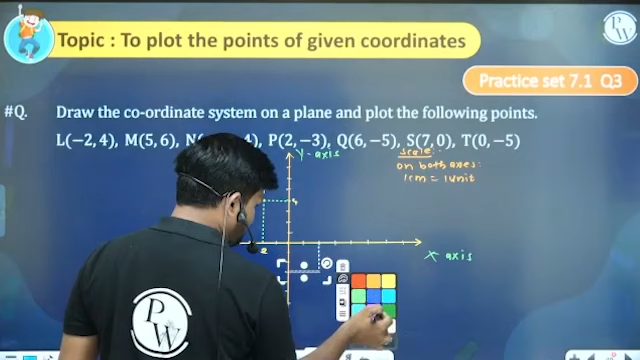 Topic : To plot the points of given coordinates
PW
Practice set 7.1 Q3
#Q. Draw the co-ordinate system on a plane and plot the following points.
L(−2, 4), M(5, 6), N( 4), P(2, −3), Q(6, −5), S(7, 0), T(0, −5)
Y-axis
Scale:
on both axes:
1cm = 1unit
X axis
PW